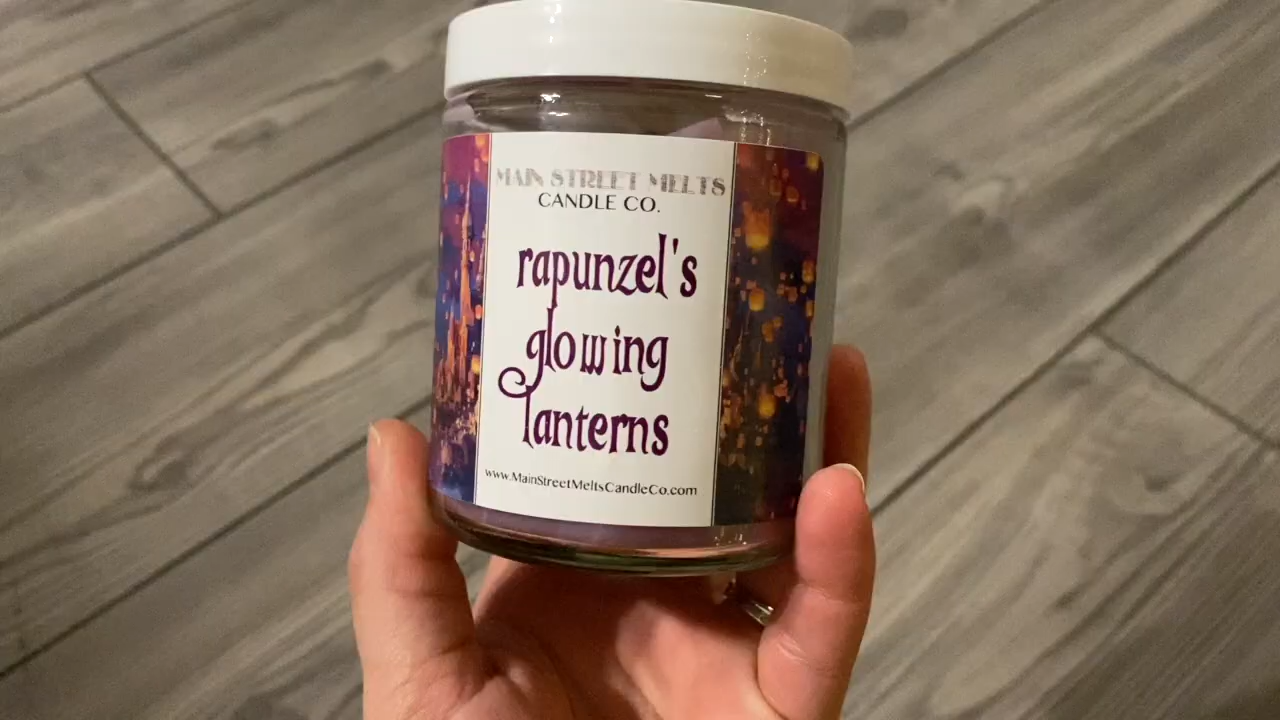 MAIN STREET MELTS
CANDLE CO.
rapunzel's
glowing
lanterns
www.MainStreetMeltsCandleCo.com